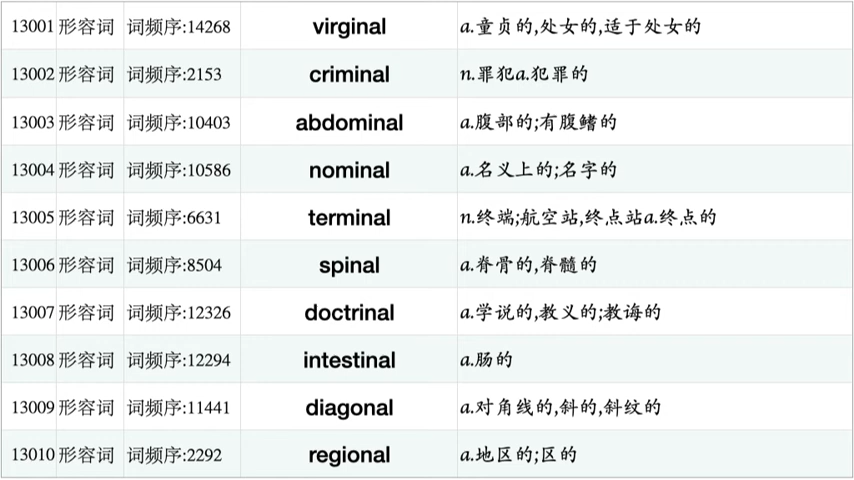 13001 形容词 词频序:14268 virginal a.童贞的,处女的,适于处女的
13002 形容词 词频序:2153 criminal n.罪犯a.犯罪的
13003 形容词 词频序:10403 abdominal a.腹部的;有腹鳍的
13004 形容词 词频序:10586 nominal a.名义上的;名字的
13005 形容词 词频序:6631 terminal n.终端;航空站,终点站a.终点的
13006 形容词 词频序:8504 spinal a.脊骨的,脊髓的
13007 形容词 词频序:12326 doctrinal a.学说的,教义的;教诲的
13008 形容词 词频序:12294 intestinal a.肠的
13009 形容词 词频序:11441 diagonal a.对角线的,斜的,斜纹的
13010 形容词 词频序:2292 regional a.地区的;区的